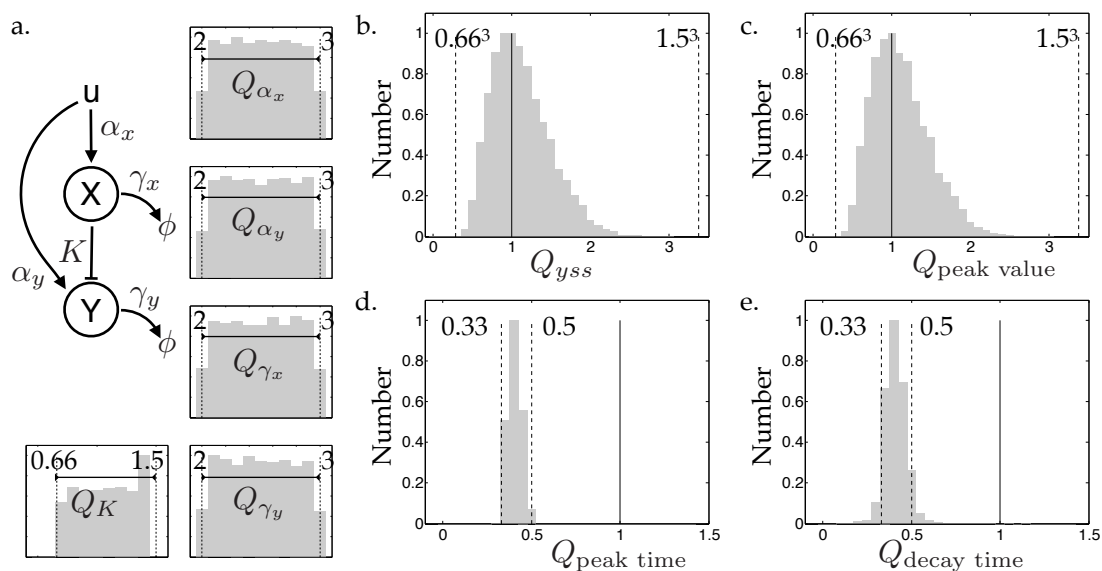 a.
u
α_x
X
γ_x
ϕ
K
α_y
Y
γ_y
ϕ
2 3
Q_{α_x}
2 3
Q_{α_y}
2 3
Q_{γ_x}
0.66 1.5
Q_K
2 3
Q_{γ_y}
b.
0.66³ 1.5³
Number
1
0.8
0.6
0.4
0.2
0
0 1 2 3
Q_{yss}
c.
0.66³ 1.5³
Number
1
0.8
0.6
0.4
0.2
0
0 1 2 3
Q_{peak value}
d.
0.33 0.5
Number
1
0.8
0.6
0.4
0.2
0
0 0.5 1 1.5
Q_{peak time}
e.
0.33 0.5
Number
1
0.8
0.6
0.4
0.2
0
0 0.5 1 1.5
Q_{decay time}